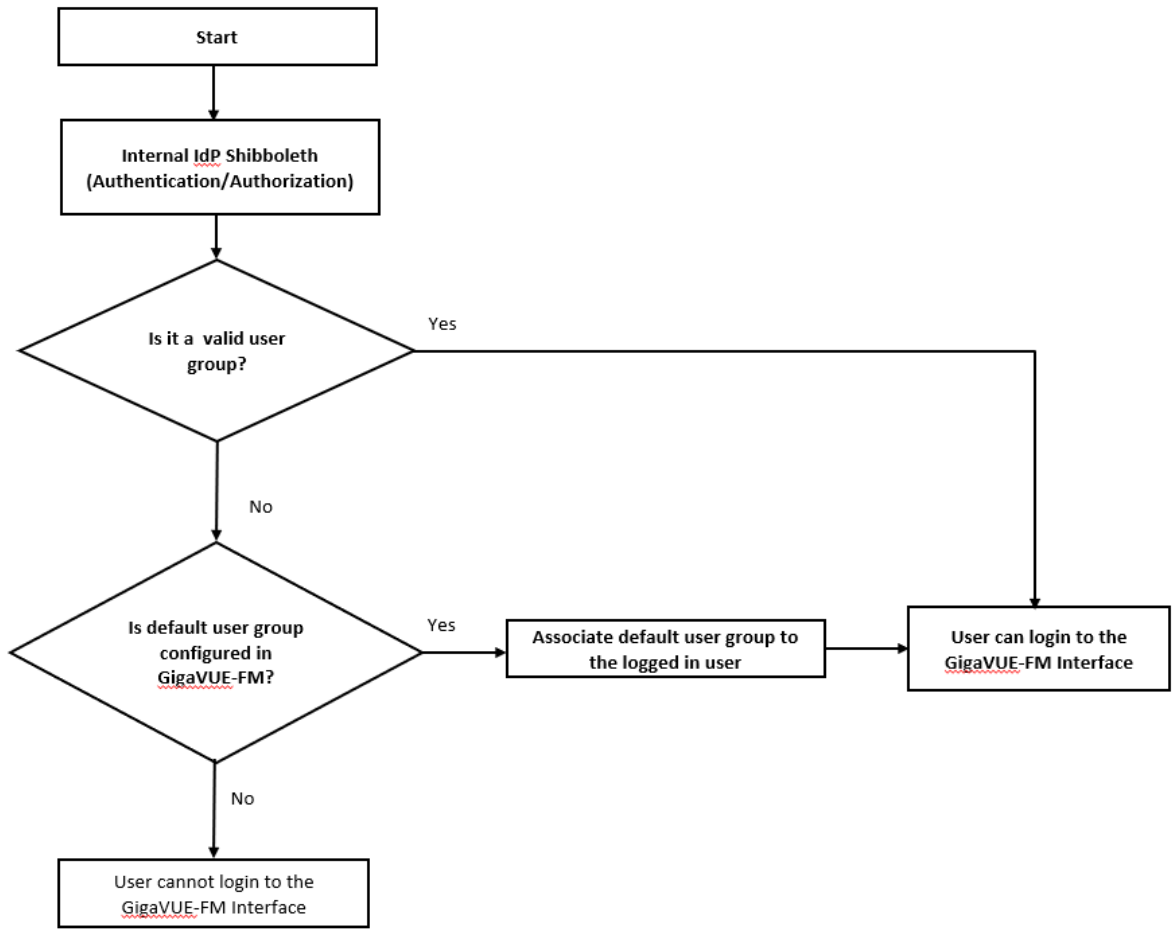 Start
Internal IdP Shibboleth
(Authentication/Authorization)
Is it a  valid user
group?
Yes
No
Is default user group
configured in
GigaVUE-FM?
Yes
Associate default user group to
the logged in user
User can login to the
GigaVUE-FM Interface
No
User cannot login to the
GigaVUE-FM Interface